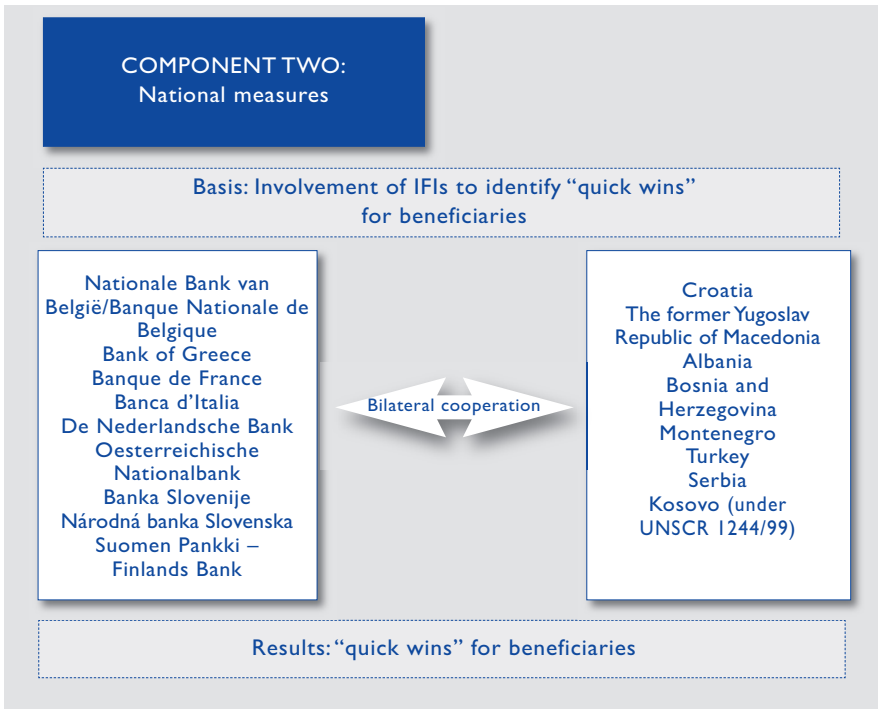 COMPONENT TWO:
National measures
Basis: Involvement of IFIs to identify “quick wins”
for beneficiaries
Nationale Bank van
België/Banque Nationale de
Belgique
Bank of Greece
Banque de France
Banca d’Italia
De Nederlandsche Bank
Oesterreichische
Nationalbank
Banka Slovenije
Národná banka Slovenska
Suomen Pankki –
Finlands Bank
Bilateral cooperation
Croatia
The former Yugoslav
Republic of Macedonia
Albania
Bosnia and
Herzegovina
Montenegro
Turkey
Serbia
Kosovo (under
UNSCR 1244/99)
Results: “quick wins” for beneficiaries